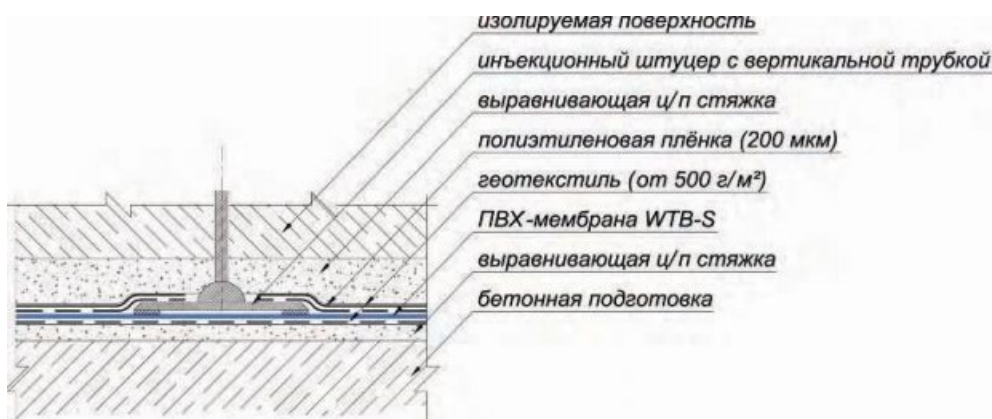 изолируемая поверхность
инъекционный штуцер с вертикальной трубкой
выравнивающая ц/п стяжка
полиэтиленовая плёнка (200 мкм)
геотекстиль (от 500 г/м²)
ПВХ-мембрана WTB-S
выравнивающая ц/п стяжка
бетонная подготовка